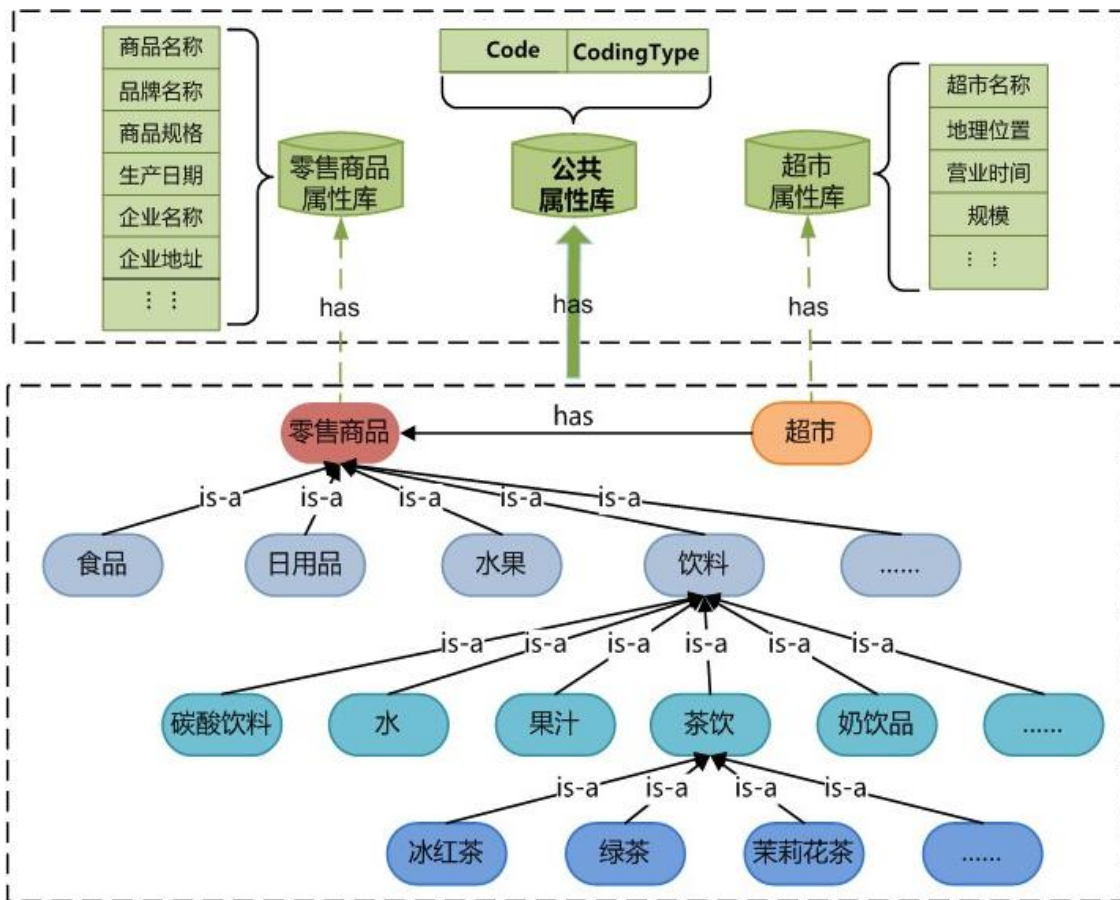 商品名称
品牌名称
商品规格
生产日期
企业名称
企业地址
⋮ ⋮
零售商品
属性库
Code
CodingType
公共
属性库
超市
属性库
超市名称
地理位置
营业时间
规模
⋮ ⋮
has
has
has
零售商品
has
超市
is-a
is-a
is-a
is-a
is-a
食品
日用品
水果
饮料
......
is-a
is-a
is-a
is-a
is-a
is-a
碳酸饮料
水
果汁
茶饮
奶饮品
......
is-a
is-a
is-a
is-a
冰红茶
绿茶
茉莉花茶
......